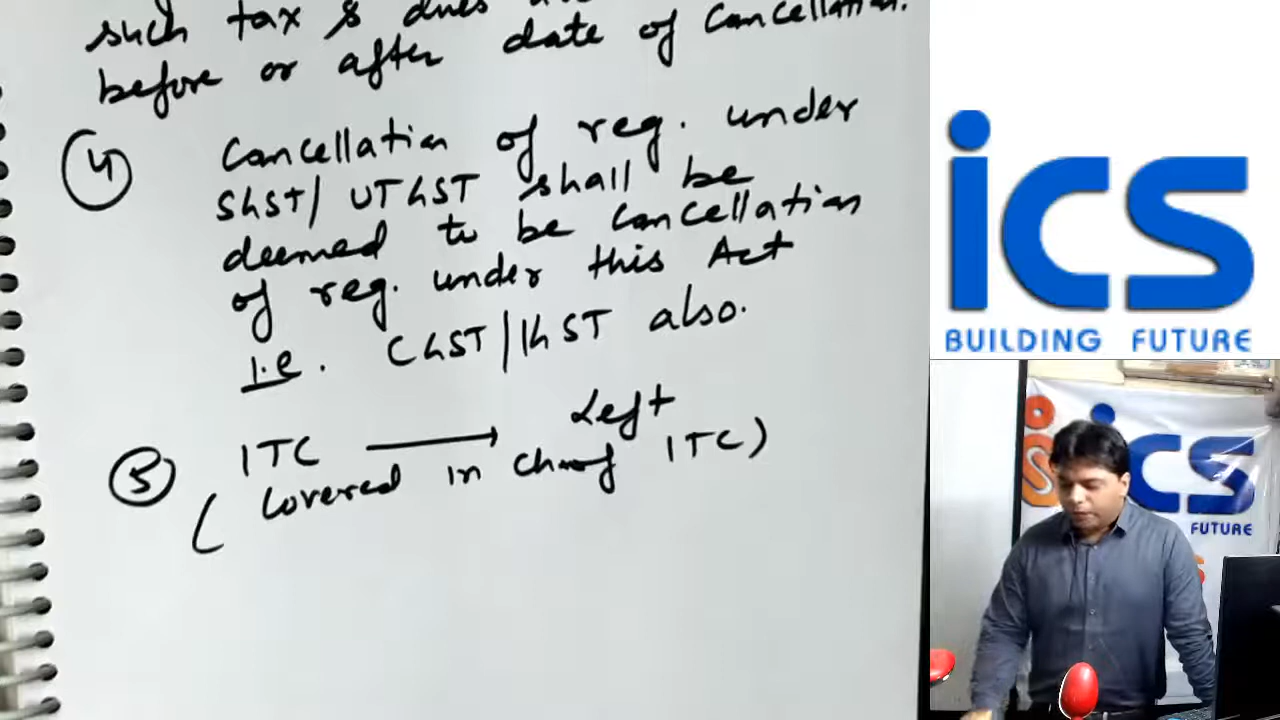 such tax & dues
before or after date of cancellation.
4 Cancellation of reg. under
SGST/ UTGST shall be
deemed to be cancellation
of reg. under this Act
i.e. CGST/IGST also.
5 ITC → Left
(Covered in ch. of ITC)
ics
BUILDING FUTURE
ics
FUTURE